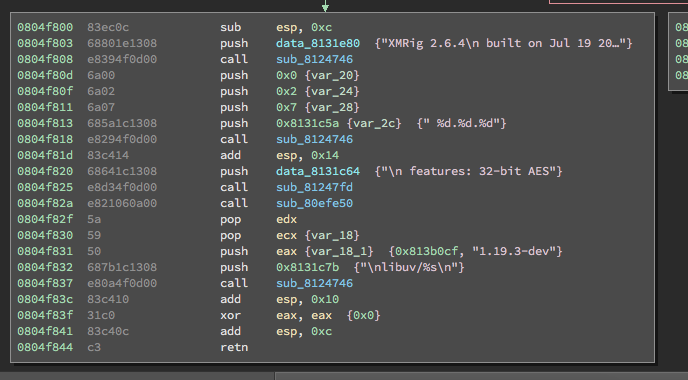 0804f800 83ec0c sub esp, 0xc
0804f803 68801e1308 push data_8131e80 {"XMRig 2.6.4\n built on Jul 19 20…"}
0804f808 e8394f0d00 call sub_8124746
0804f80d 6a00 push 0x0 {var_20}
0804f80f 6a02 push 0x2 {var_24}
0804f811 6a07 push 0x7 {var_28}
0804f813 685a1c1308 push 0x8131c5a {var_2c} {" %d.%d.%d"}
0804f818 e8294f0d00 call sub_8124746
0804f81d 83c414 add esp, 0x14
0804f820 68641c1308 push data_8131c64 {"\n features: 32-bit AES"}
0804f825 e8d34f0d00 call sub_81247fd
0804f82a e821060a00 call sub_80efe50
0804f82f 5a pop edx
0804f830 59 pop ecx {var_18}
0804f831 50 push eax {var_18_1} {0x813b0cf, "1.19.3-dev"}
0804f832 687b1c1308 push 0x8131c7b {"\nlibuv/%s\n"}
0804f837 e80a4f0d00 call sub_8124746
0804f83c 83c410 add esp, 0x10
0804f83f 31c0 xor eax, eax {0x0}
0804f841 83c40c add esp, 0xc
0804f844 c3 retn